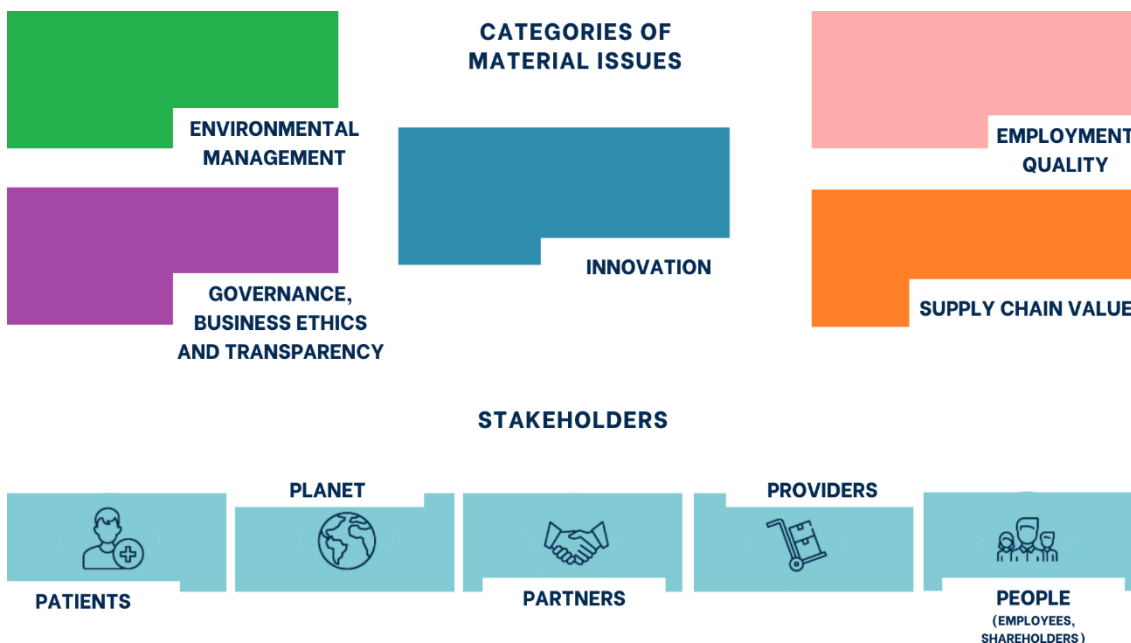 CATEGORIES OF
MATERIAL ISSUES
ENVIRONMENTAL
MANAGEMENT
EMPLOYMENT
QUALITY
INNOVATION
GOVERNANCE,
BUSINESS ETHICS
AND TRANSPARENCY
SUPPLY CHAIN VALUE
STAKEHOLDERS
PATIENTS
PLANET
PARTNERS
PROVIDERS
PEOPLE
(EMPLOYEES,
SHAREHOLDERS)